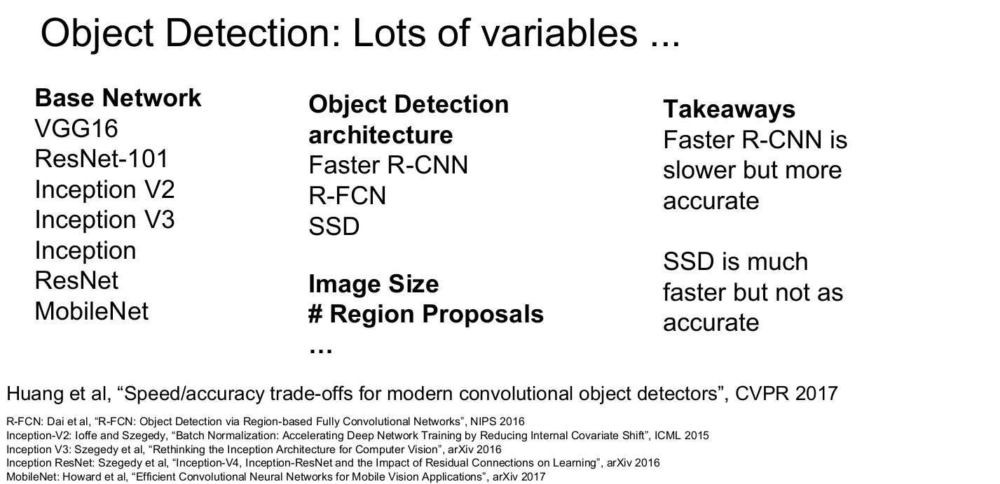 Object Detection: Lots of variables ...
Base Network
VGG16
ResNet-101
Inception V2
Inception V3
Inception
ResNet
MobileNet
Object Detection
architecture
Faster R-CNN
R-FCN
SSD
Image Size
# Region Proposals
…
Takeaways
Faster R-CNN is
slower but more
accurate
SSD is much
faster but not as
accurate
Huang et al, “Speed/accuracy trade-offs for modern convolutional object detectors”, CVPR 2017
R-FCN: Dai et al, “R-FCN: Object Detection via Region-based Fully Convolutional Networks”, NIPS 2016
Inception-V2: Ioffe and Szegedy, “Batch Normalization: Accelerating Deep Network Training by Reducing Internal Covariate Shift”, ICML 2015
Inception V3: Szegedy et al, “Rethinking the Inception Architecture for Computer Vision”, arXiv 2016
Inception ResNet: Szegedy et al, “Inception-V4, Inception-ResNet and the Impact of Residual Connections on Learning”, arXiv 2016
MobileNet: Howard et al, “Efficient Convolutional Neural Networks for Mobile Vision Applications”, arXiv 2017